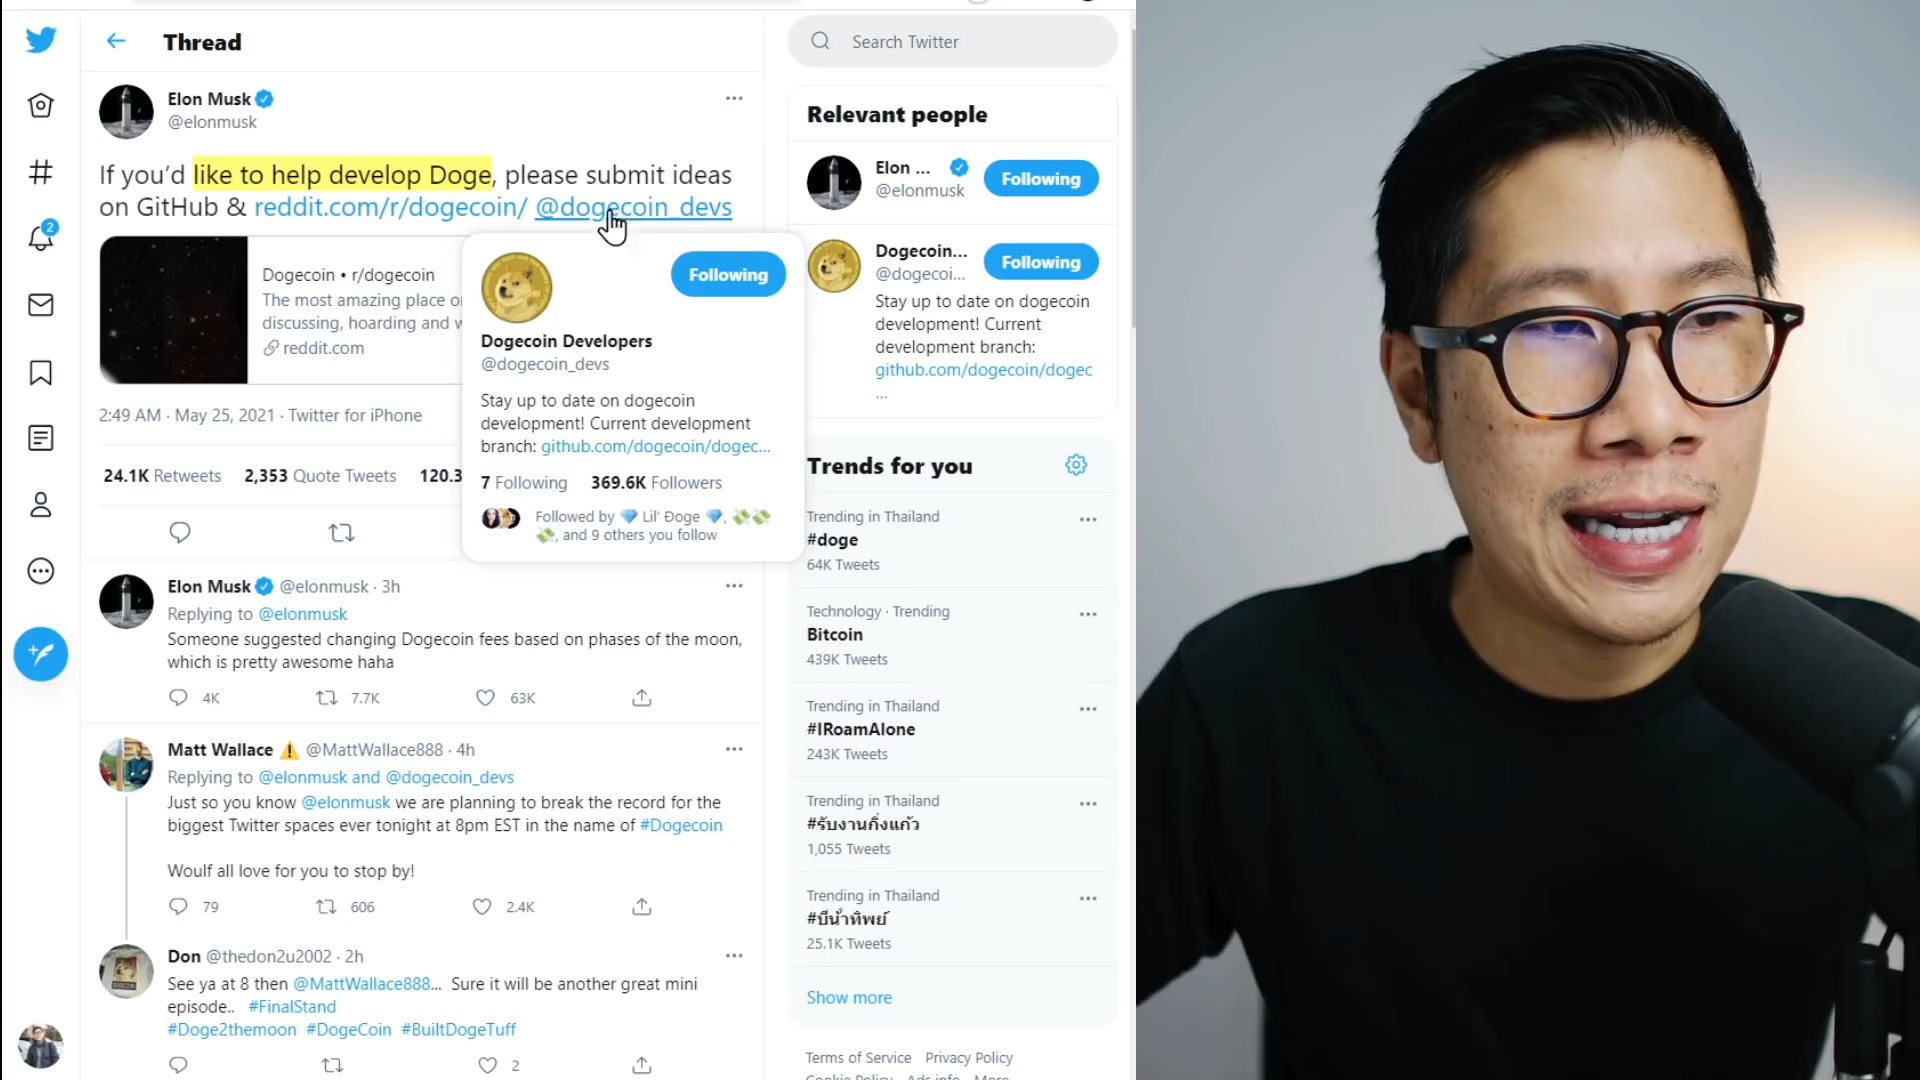 Thread
Elon Musk
@elonmusk
If you'd like to help develop Doge, please submit ideas
on GitHub & reddit.com/r/dogecoin/ @dogecoin_devs
Dogecoin • r/dogecoin
The most amazing place o
discussing, hoarding and w
reddit.com
2:49 AM · May 25, 2021 · Twitter for iPhone
24.1K Retweets 2,353 Quote Tweets 120.3
Following
Dogecoin Developers
@dogecoin_devs
Stay up to date on dogecoin
development! Current development
branch: github.com/dogecoin/dogec...
7 Following 369.6K Followers
Followed by 💎 Lil' Ðoge 💎, 💸💸
💸, and 9 others you follow
Elon Musk @elonmusk · 3h
Replying to @elonmusk
Someone suggested changing Dogecoin fees based on phases of the moon,
which is pretty awesome haha
4K 7.7K 63K
Matt Wallace ⚠️ @MattWallace888 · 4h
Replying to @elonmusk and @dogecoin_devs
Just so you know @elonmusk we are planning to break the record for the
biggest Twitter spaces ever tonight at 8pm EST in the name of #Dogecoin
Woulf all love for you to stop by!
79 606 2.4K
Don @thedon2u2002 · 2h
See ya at 8 then @MattWallace888... Sure it will be another great mini
episode.. #FinalStand
#Doge2themoon #DogeCoin #BuiltDogeTuff
2
2
Search Twitter
Relevant people
Elon ...
@elonmusk
Following
Dogecoin...
@dogecoi...
Following
Stay up to date on dogecoin
development! Current
development branch:
github.com/dogecoin/dogec
...
Trends for you
Trending in Thailand
#doge
64K Tweets
Technology · Trending
Bitcoin
439K Tweets
Trending in Thailand
#IRoamAlone
243K Tweets
Trending in Thailand
#รับงานกิ่งแก้ว
1,055 Tweets
Trending in Thailand
#บีน้ำทิพย์
25.1K Tweets
Show more
Terms of Service Privacy Policy
Cookie Policy Ads info More